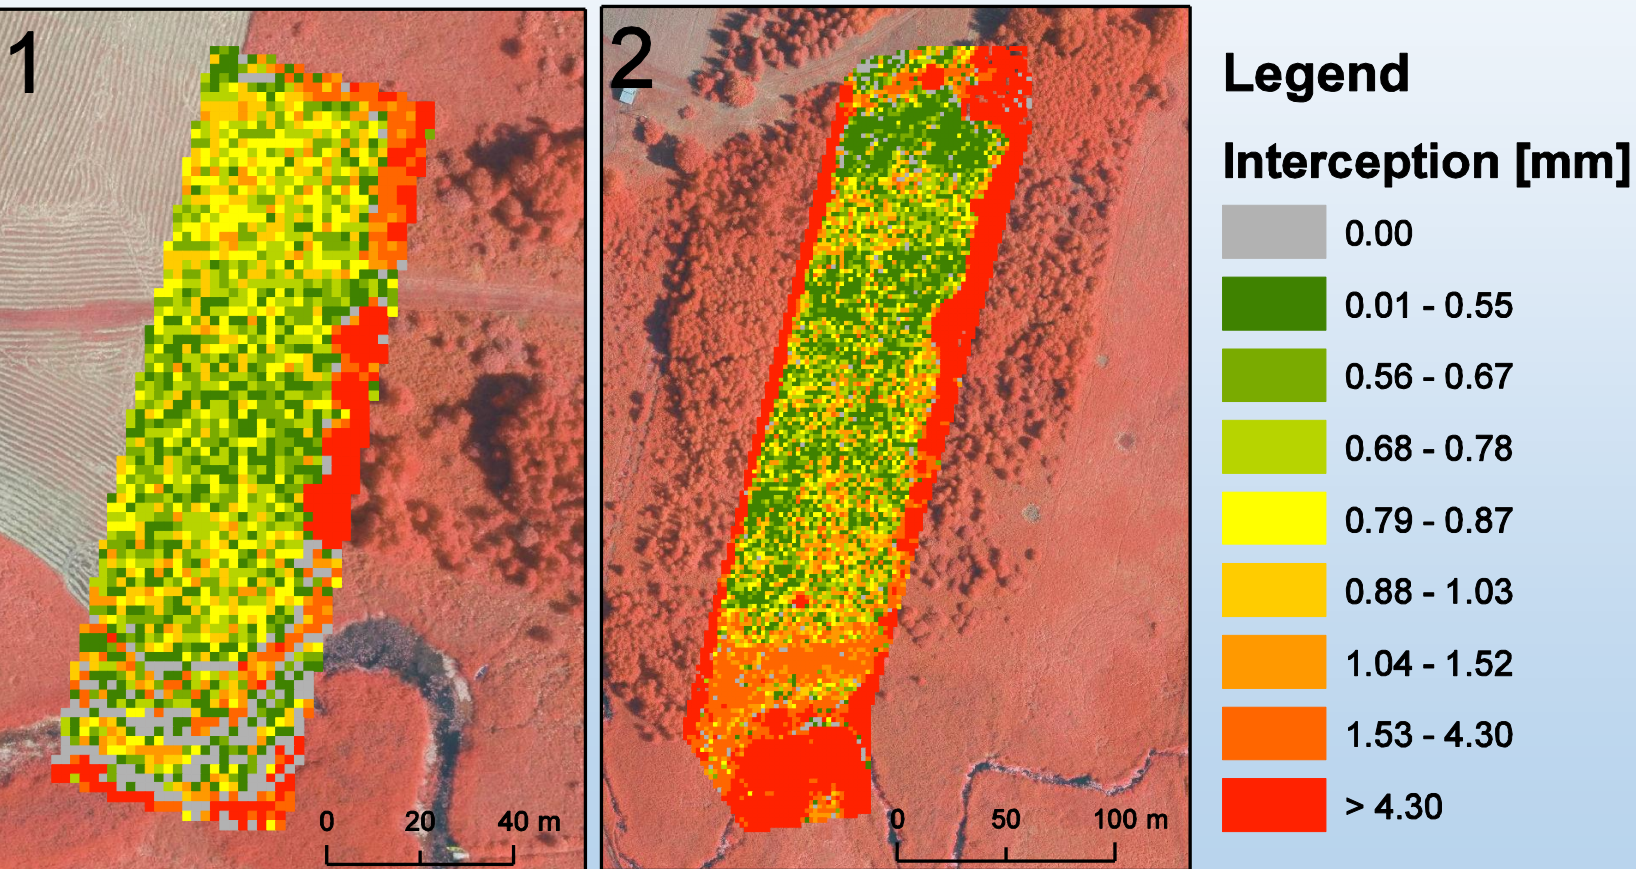 1
2
0 20 40 m
0 50 100 m
Legend
Interception [mm]
0.00
0.01 - 0.55
0.56 - 0.67
0.68 - 0.78
0.79 - 0.87
0.88 - 1.03
1.04 - 1.52
1.53 - 4.30
> 4.30